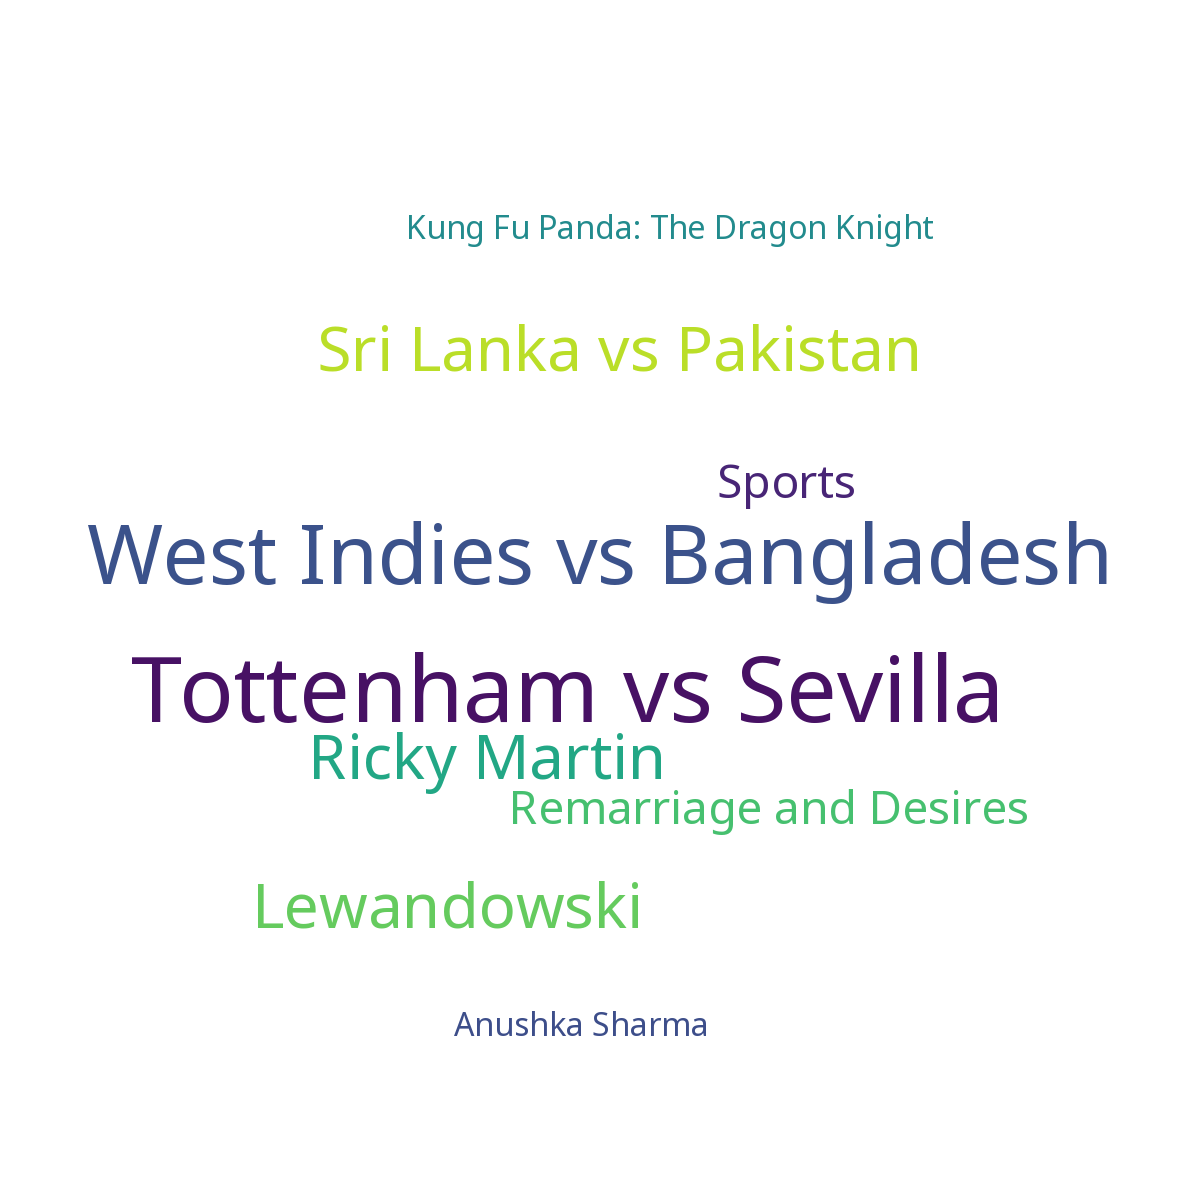 Kung Fu Panda: The Dragon Knight
Sri Lanka vs Pakistan
Sports
West Indies vs Bangladesh
Tottenham vs Sevilla
Ricky Martin
Remarriage and Desires
Lewandowski
Anushka Sharma